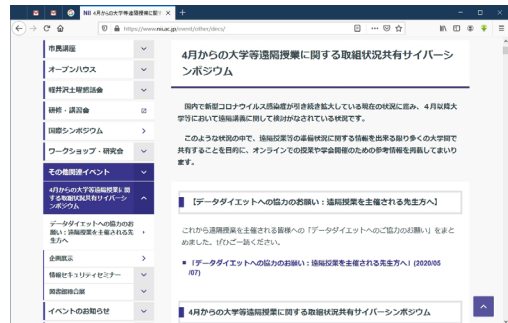 NII 4月からの大学等遠隔授業に関す
https://www.nii.ac.jp/event/other/decs/
市民講座
オープンハウス
軽井沢土曜懇話会
研修・講習会
国際シンポジウム
ワークショップ・研究会
その他関連イベント
4月からの大学等遠隔授業に関
する取組状況共有サイバーシ
ンポジウム
データダイエットへの協力のお
願い：遠隔授業を主催される先
生方へ
企画展示
情報セキュリティセミナー
図書館総合展
イベントのお知らせ
4月からの大学等遠隔授業に関する取組状況共有サイバーシ
ンポジウム
国内で新型コロナウイルス感染症が引き続き拡大している現在の状況に鑑み、4月以降大
学等において遠隔講義に関して検討がなされている状況です。
このような状況の中で、遠隔授業等の準備状況に関する情報を出来る限り多くの大学間で
共有することを目的に、オンラインでの授業や学会開催のための参考情報を掲載してまいり
ます。
【データダイエットへの協力のお願い：遠隔授業を主催される先生方へ】
これから遠隔授業を主催される皆様への「データダイエットへのご協力のお願い」をまと
めました。ぜひご一読ください。
「データダイエットへの協力のお願い：遠隔授業を主催される先生方へ」(2020/05
/07)
4月からの大学等遠隔授業に関する取組状況共有サイバーシンポジウム